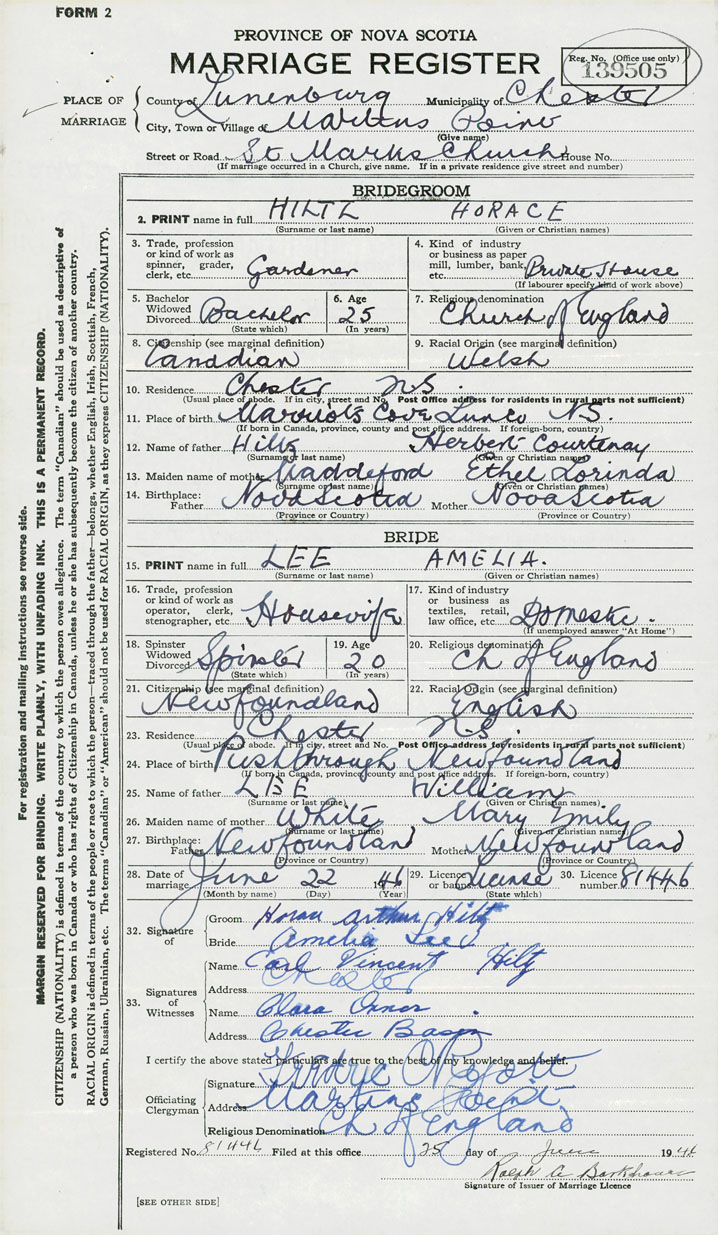 FORM 2
PROVINCE OF NOVA SCOTIA
MARRIAGE REGISTER
Reg. No. (Office use only)
139505
PLACE OF MARRIAGE
County of Lunenburg Municipality of Chester
City, Town or Village of Martins Point
(Give name)
Street or Road St Marks Church House No.
(If marriage occurred in a Church, give name. If in a private residence give street and number)
BRIDEGROOM
2. PRINT name in full HILTZ HORACE
(Surname or last name) (Given or Christian names)
3. Trade, profession or kind of work as spinner, grader, clerk, etc. Gardener
4. Kind of industry or business as paper mill, lumber, bank, etc. Private House
(If labourer specify kind of work above)
5. Bachelor Widowed Divorced Bachelor
(State which)
6. Age 25
(In years)
7. Religious denomination Church of England
8. Citizenship (see marginal definition) Canadian
9. Racial Origin (see marginal definition) Welsh
10. Residence Chester N.S.
(Usual place of abode. If in city, street and No. Post Office address for residents in rural parts not sufficient)
11. Place of birth Marriots Cove Lun Co N.S.
(If born in Canada, province, county and post office address. If foreign-born, country)
12. Name of father Hiltz Herbert Courtenay
(Surname or last name) (Given or Christian names)
13. Maiden name of mother Waddeford Ethel Lorinda
(Surname or last name) (Given or Christian names)
14. Birthplace: Father Nova Scotia Mother Nova Scotia
(Province or Country) (Province or Country)
BRIDE
15. PRINT name in full LEE AMELIA.
(Surname or last name) (Given or Christian names)
16. Trade, profession or kind of work as operator, clerk, stenographer, etc. Housewife
17. Kind of industry or business as textiles, retail, law office, etc. Domestic.
(If unemployed answer "At Home")
18. Spinster Widowed Divorced Spinster
(State which)
19. Age 20
(In years)
20. Religious denomination Ch of England
21. Citizenship (see marginal definition) Newfoundland
22. Racial Origin (see marginal definition) English
23. Residence Chester N.S.
(Usual place of abode. If in city, street and No. Post Office address for residents in rural parts not sufficient)
24. Place of birth Pushthrough Newfoundland
(If born in Canada, province, county and post office address. If foreign-born, country)
25. Name of father LEE William
(Surname or last name) (Given or Christian names)
26. Maiden name of mother White Mary Emily
(Surname or last name) (Given or Christian names)
27. Birthplace: Father Newfoundland Mother Newfoundland
(Province or Country) (Province or Country)
28. Date of marriage June 22 1946
(Month by name) (Day) (Year)
29. Licence or banns License
(State which)
30. Licence number 81446
32. Signature of
Groom Horace Arthur Hiltz
Bride Amelia Lee
33. Signatures of Witnesses
Name Carl Vincent Hiltz
Address Chester
Name Clara
Address Chester Basin
I certify the above stated particulars are true to the best of my knowledge and belief.
Officiating Clergyman
Signature
Address Martins Point
Religious Denomination Ch of England
Registered No. 81446 Filed at this office 25 day of June 1946
Ralph A
Signature of Issuer of Marriage Licence
[SEE OTHER SIDE]
For registration and mailing instructions see reverse side.
MARGIN RESERVED FOR BINDING. WRITE PLAINLY, WITH UNFADING INK. THIS IS A PERMANENT RECORD.
CITIZENSHIP (NATIONALITY) is defined in terms of the country to which the person owes allegiance. The term "Canadian" should be used as descriptive of
a person who was born in Canada or who has rights of Citizenship in Canada, unless he or she has subsequently become the citizen of another country.
RACIAL ORIGIN is defined in terms of the people or race to which the person—traced through the father—belongs, whether English, Irish, Scottish, French,
German, Russian, Ukrainian, etc. The terms "Canadian" or "American" should not be used for RACIAL ORIGIN, as they express CITIZENSHIP (NATIONALITY).